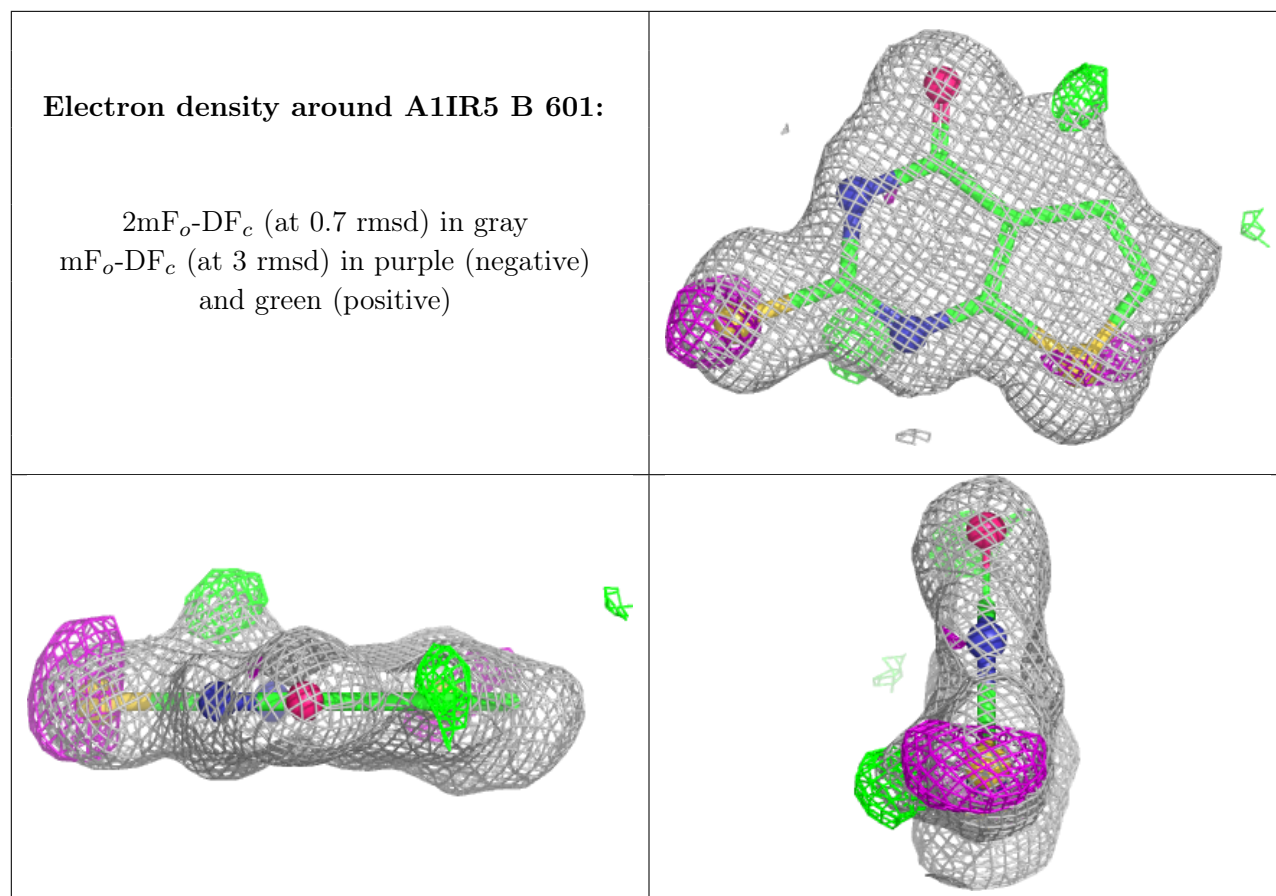 Electron density around A1IR5 B 601:
2mFₒ-DF𝒸 (at 0.7 rmsd) in gray
mFₒ-DF𝒸 (at 3 rmsd) in purple (negative)
and green (positive)